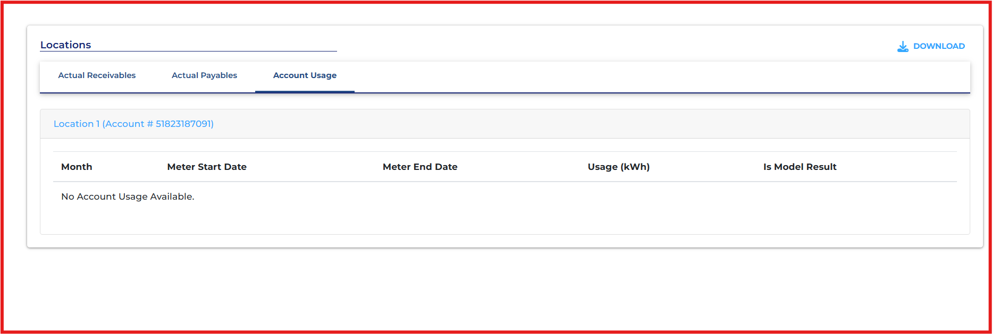 Locations
DOWNLOAD
Actual Receivables Actual Payables Account Usage
Location 1 (Account # 51823187091)
Month Meter Start Date Meter End Date Usage (kWh) Is Model Result
No Account Usage Available.